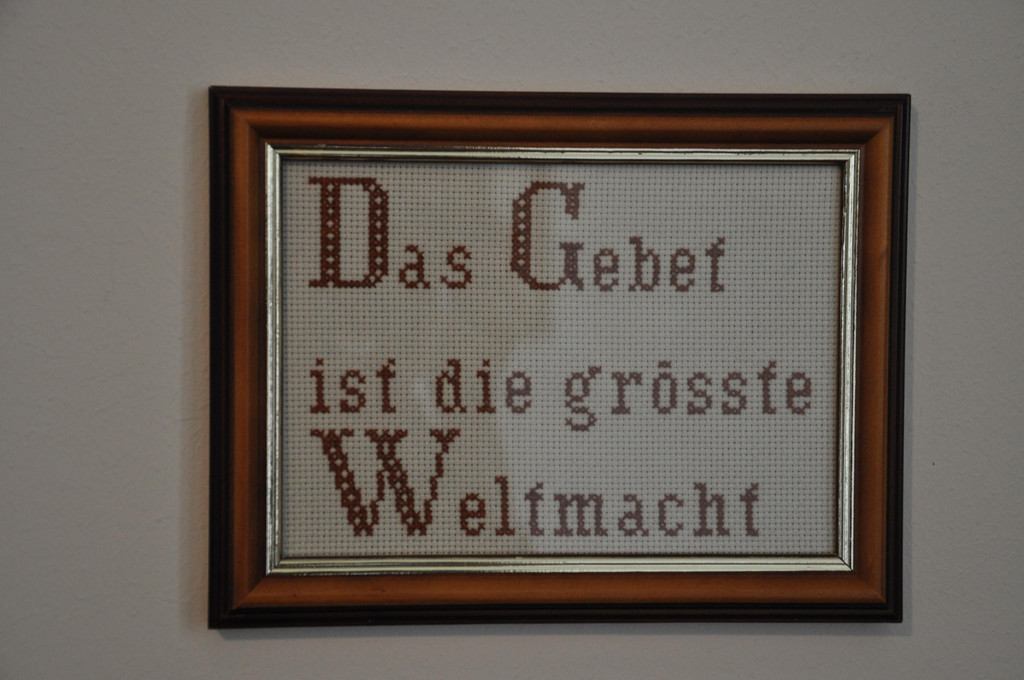 Das Gebet
ist die grösste
Weltmacht